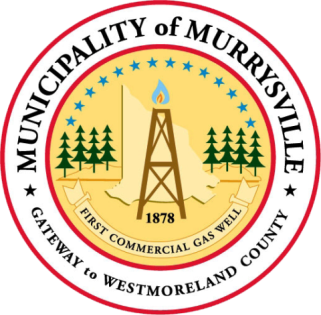 MUNICIPALITY of MURRYSVILLE
1878
FIRST COMMERCIAL GAS WELL
GATEWAY to WESTMORELAND COUNTY